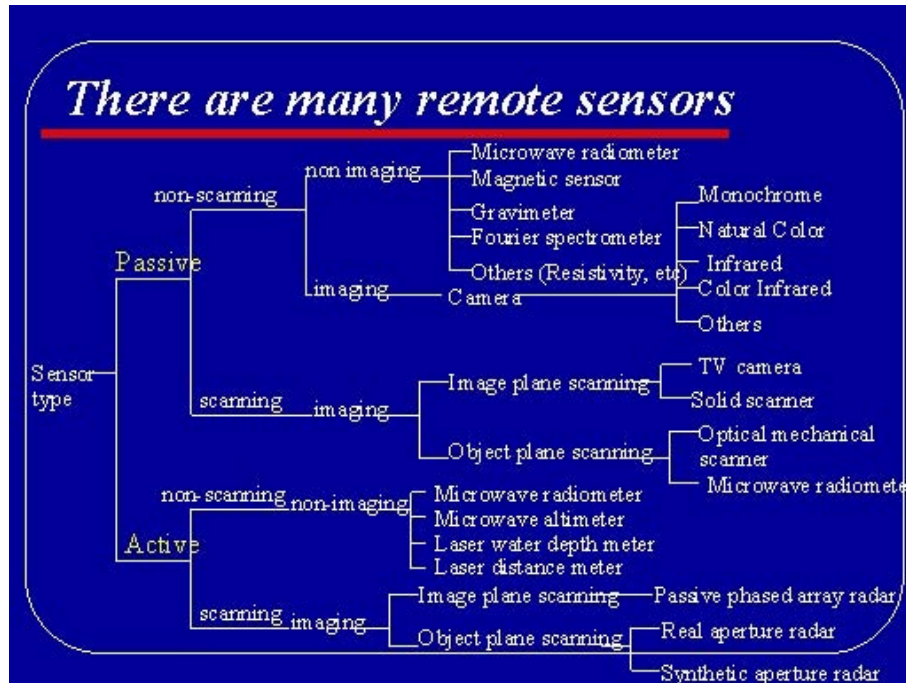 There are many remote sensors
Sensor
type
Passive
non-scanning
non imaging
Microwave radiometer
Magnetic sensor
Gravimeter
Fourier spectrometer
Others (Resistivity, etc)
imaging
Camera
Monochrome
Natural Color
Infrared
Color Infrared
Others
scanning
imaging
Image plane scanning
TV camera
Solid scanner
Object plane scanning
Optical mechanical
scanner
Microwave radiomete
Active
non-scanning
non-imaging
Microwave radiometer
Microwave altimeter
Laser water depth meter
Laser distance meter
scanning
imaging
Image plane scanning
Passive phased array radar
Object plane scanning
Real aperture radar
Synthetic aperture radar